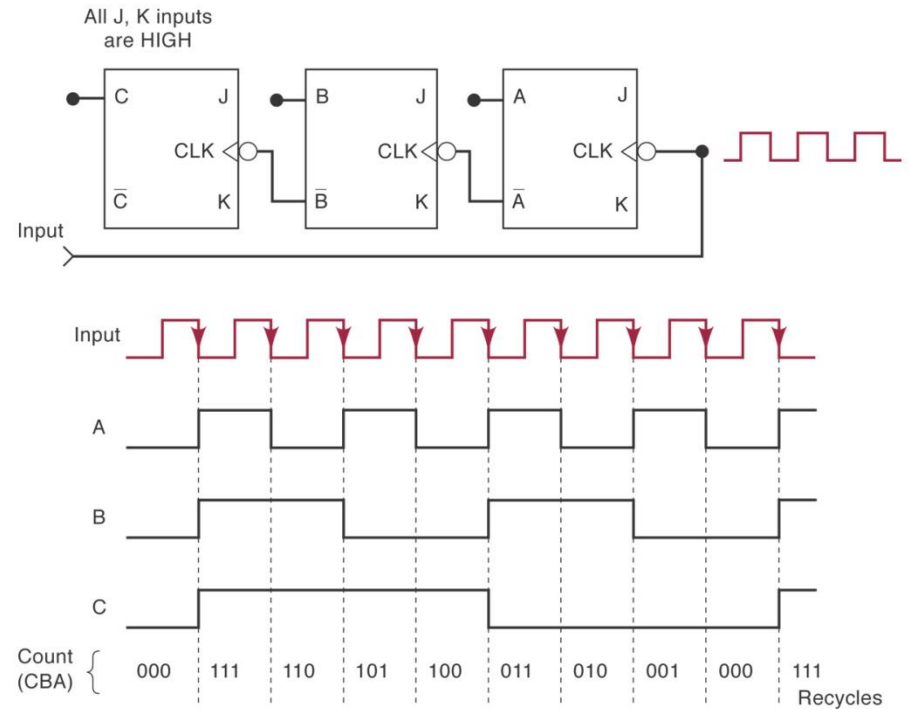 All J, K inputs
are HIGH
C J B J A J
CLK CLK CLK
C̅ K B̅ K A̅ K
Input
Input
A
B
C
Count
(CBA)
000 111 110 101 100 011 010 001 000 111
Recycles